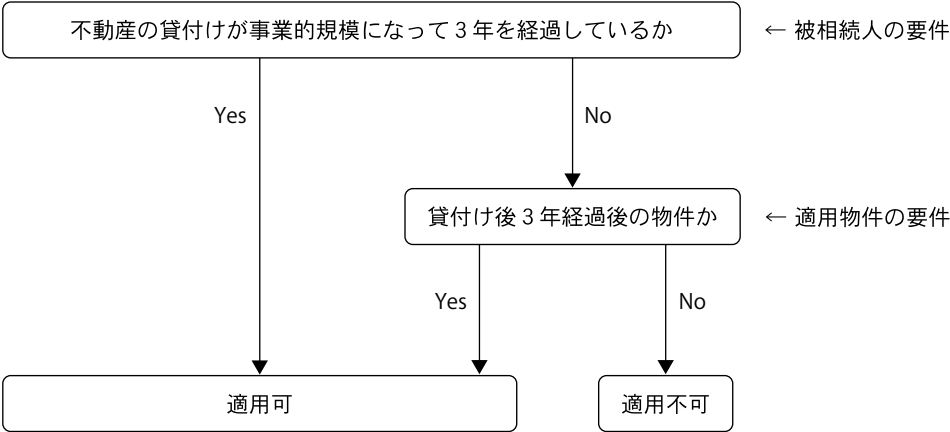 不動産の貸付けが事業的規模になって3年を経過しているか
← 被相続人の要件
Yes
No
貸付け後3年経過後の物件か
← 適用物件の要件
Yes
No
適用可
適用不可